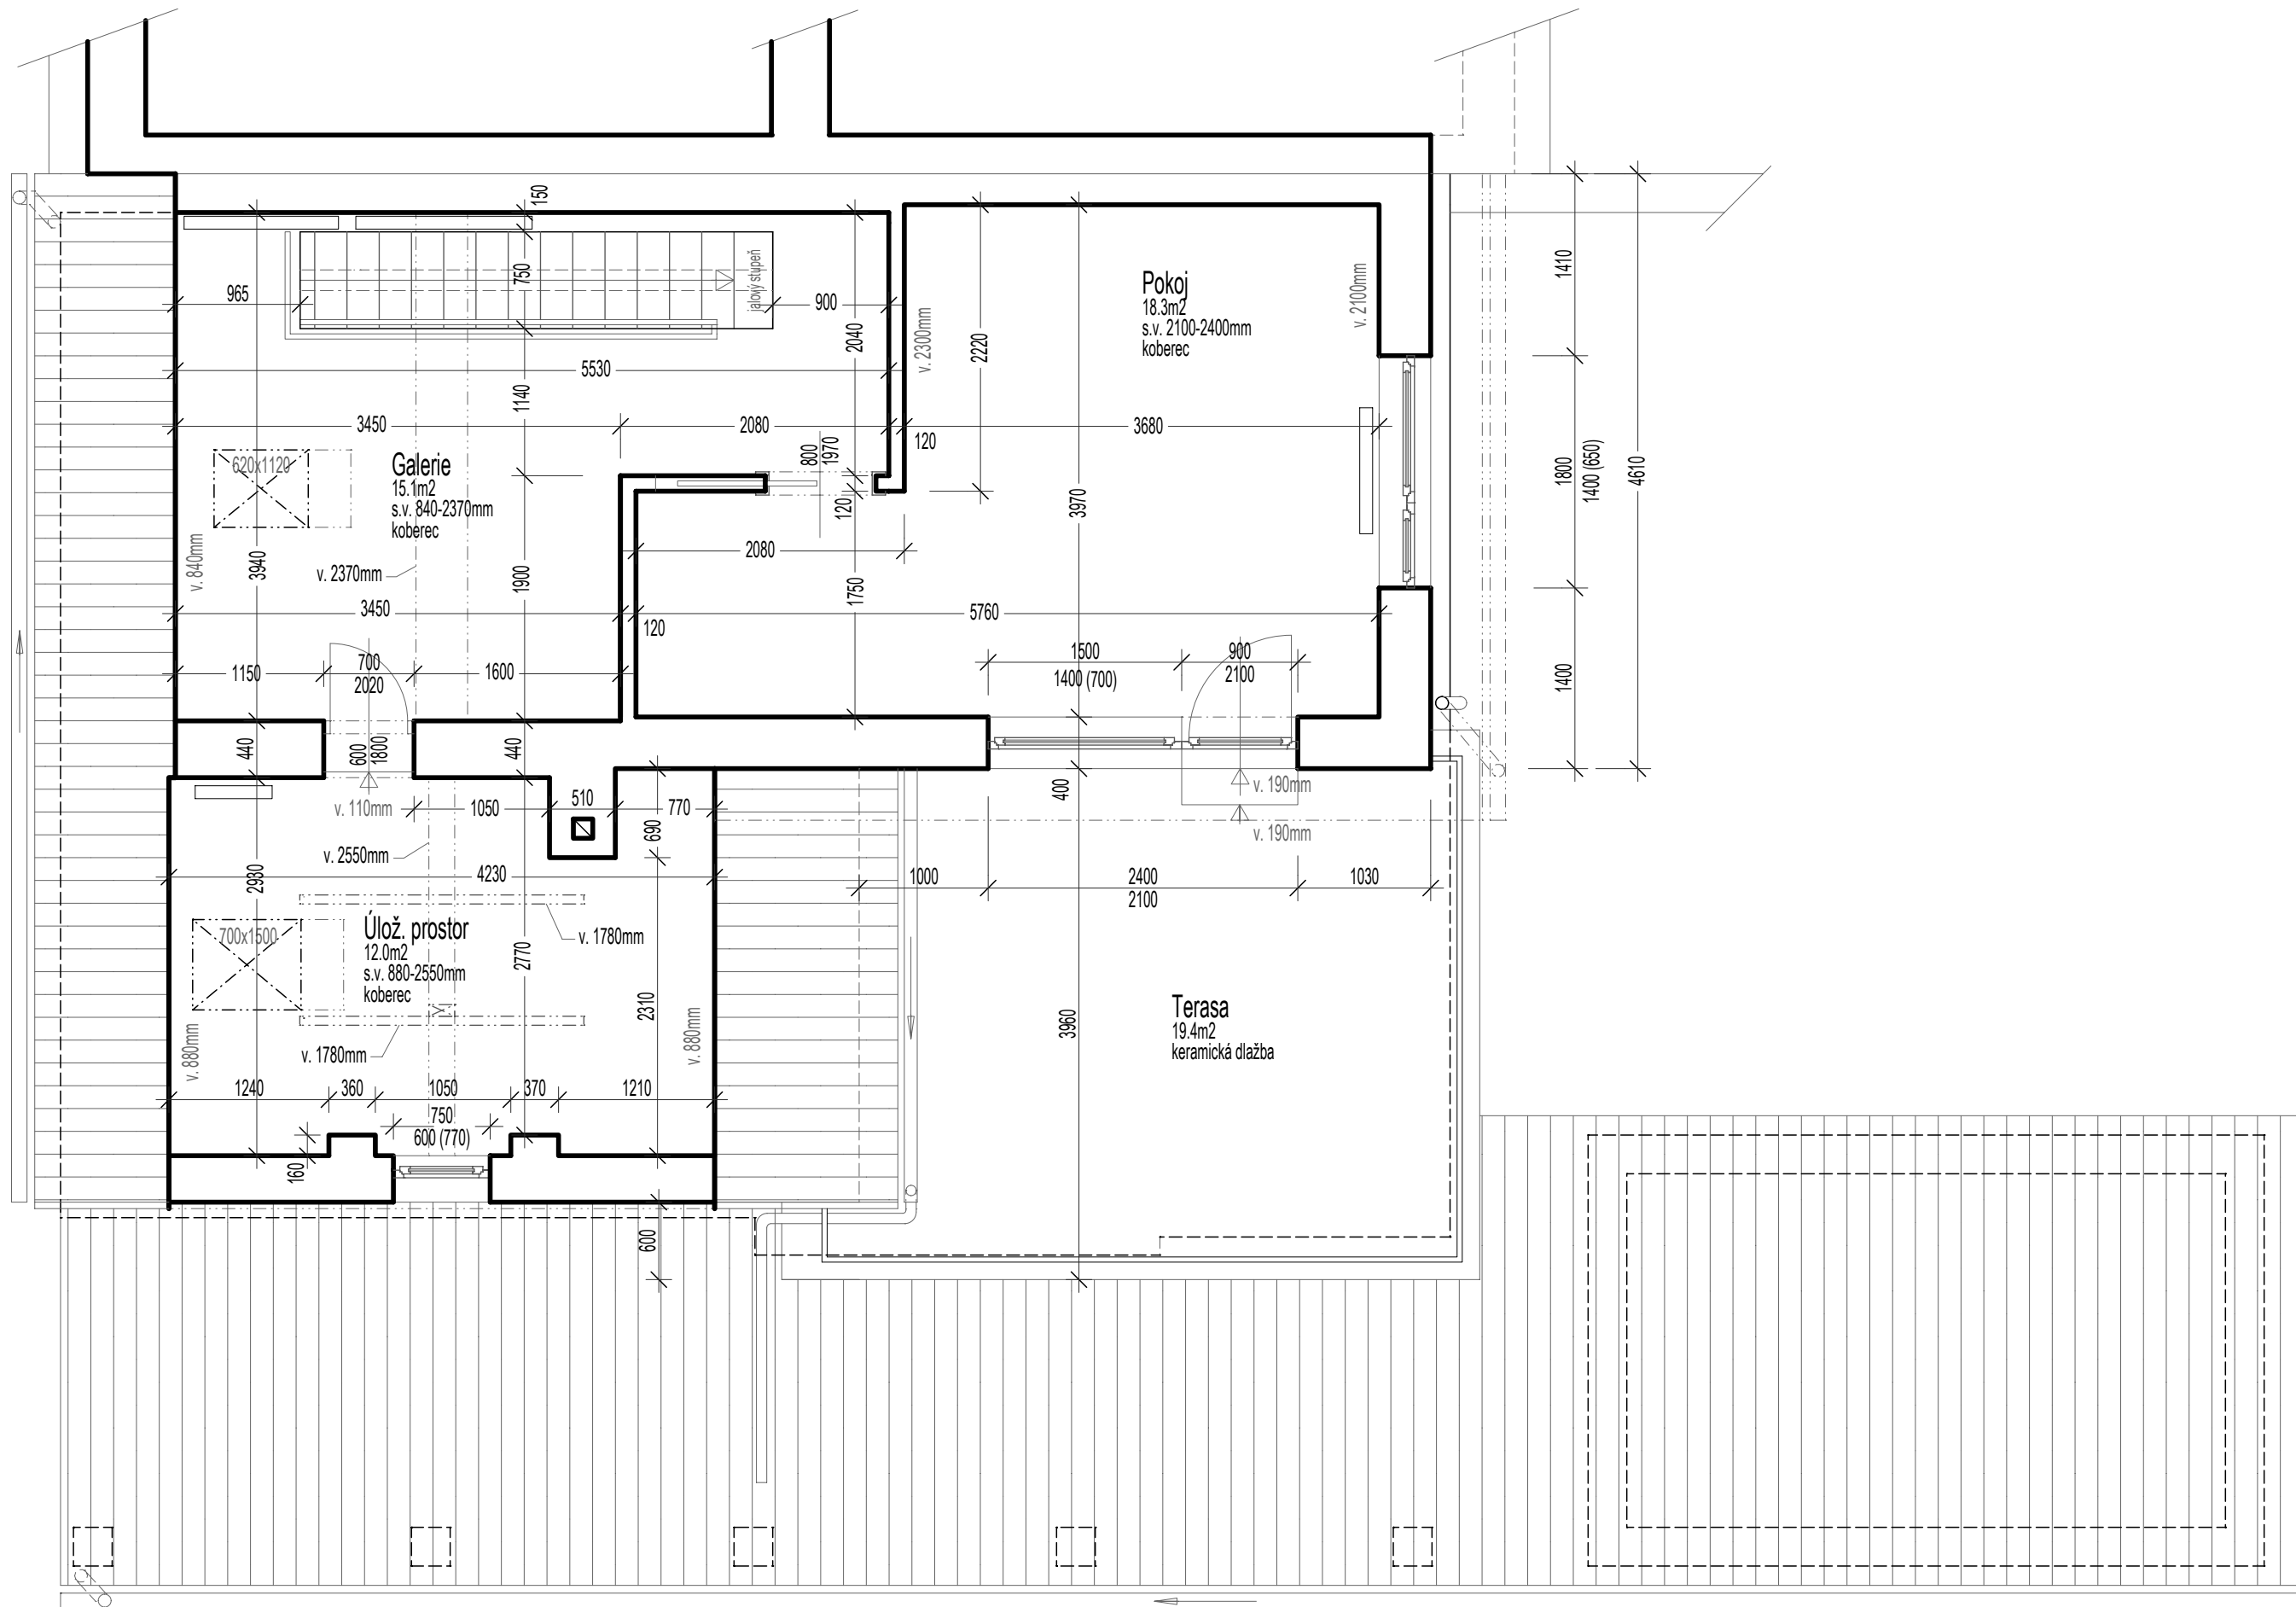 150
750
jalový stupeň
965
900
2040
v. 2300mm
2220
Pokoj
18.3m2
s.v. 2100-2400mm
koberec
v. 2100mm
1410
5530
1140
3450
2080
120
3680
800
1970
620x1120
Galerie
15.1m2
s.v. 840-2370mm
koberec
1800
1400 (650)
4610
3970
120
2080
v. 840mm
3940
v. 2370mm
1900
1750
3450
120
5760
1150
700
2020
1600
1500
1400 (700)
900
2100
1400
440
600
1800
440
400
v. 190mm
v. 190mm
v. 110mm
1050
510
770
690
v. 2550mm
2930
4230
1000
2400
2100
1030
700x1500
Úlož. prostor
12.0m2
s.v. 880-2550mm
koberec
v. 1780mm
2770
2310
v. 880mm
v. 880mm
v. 1780mm
3960
Terasa
19.4m2
keramická dlažba
1240
360
1050
370
1210
750
600 (770)
160
600